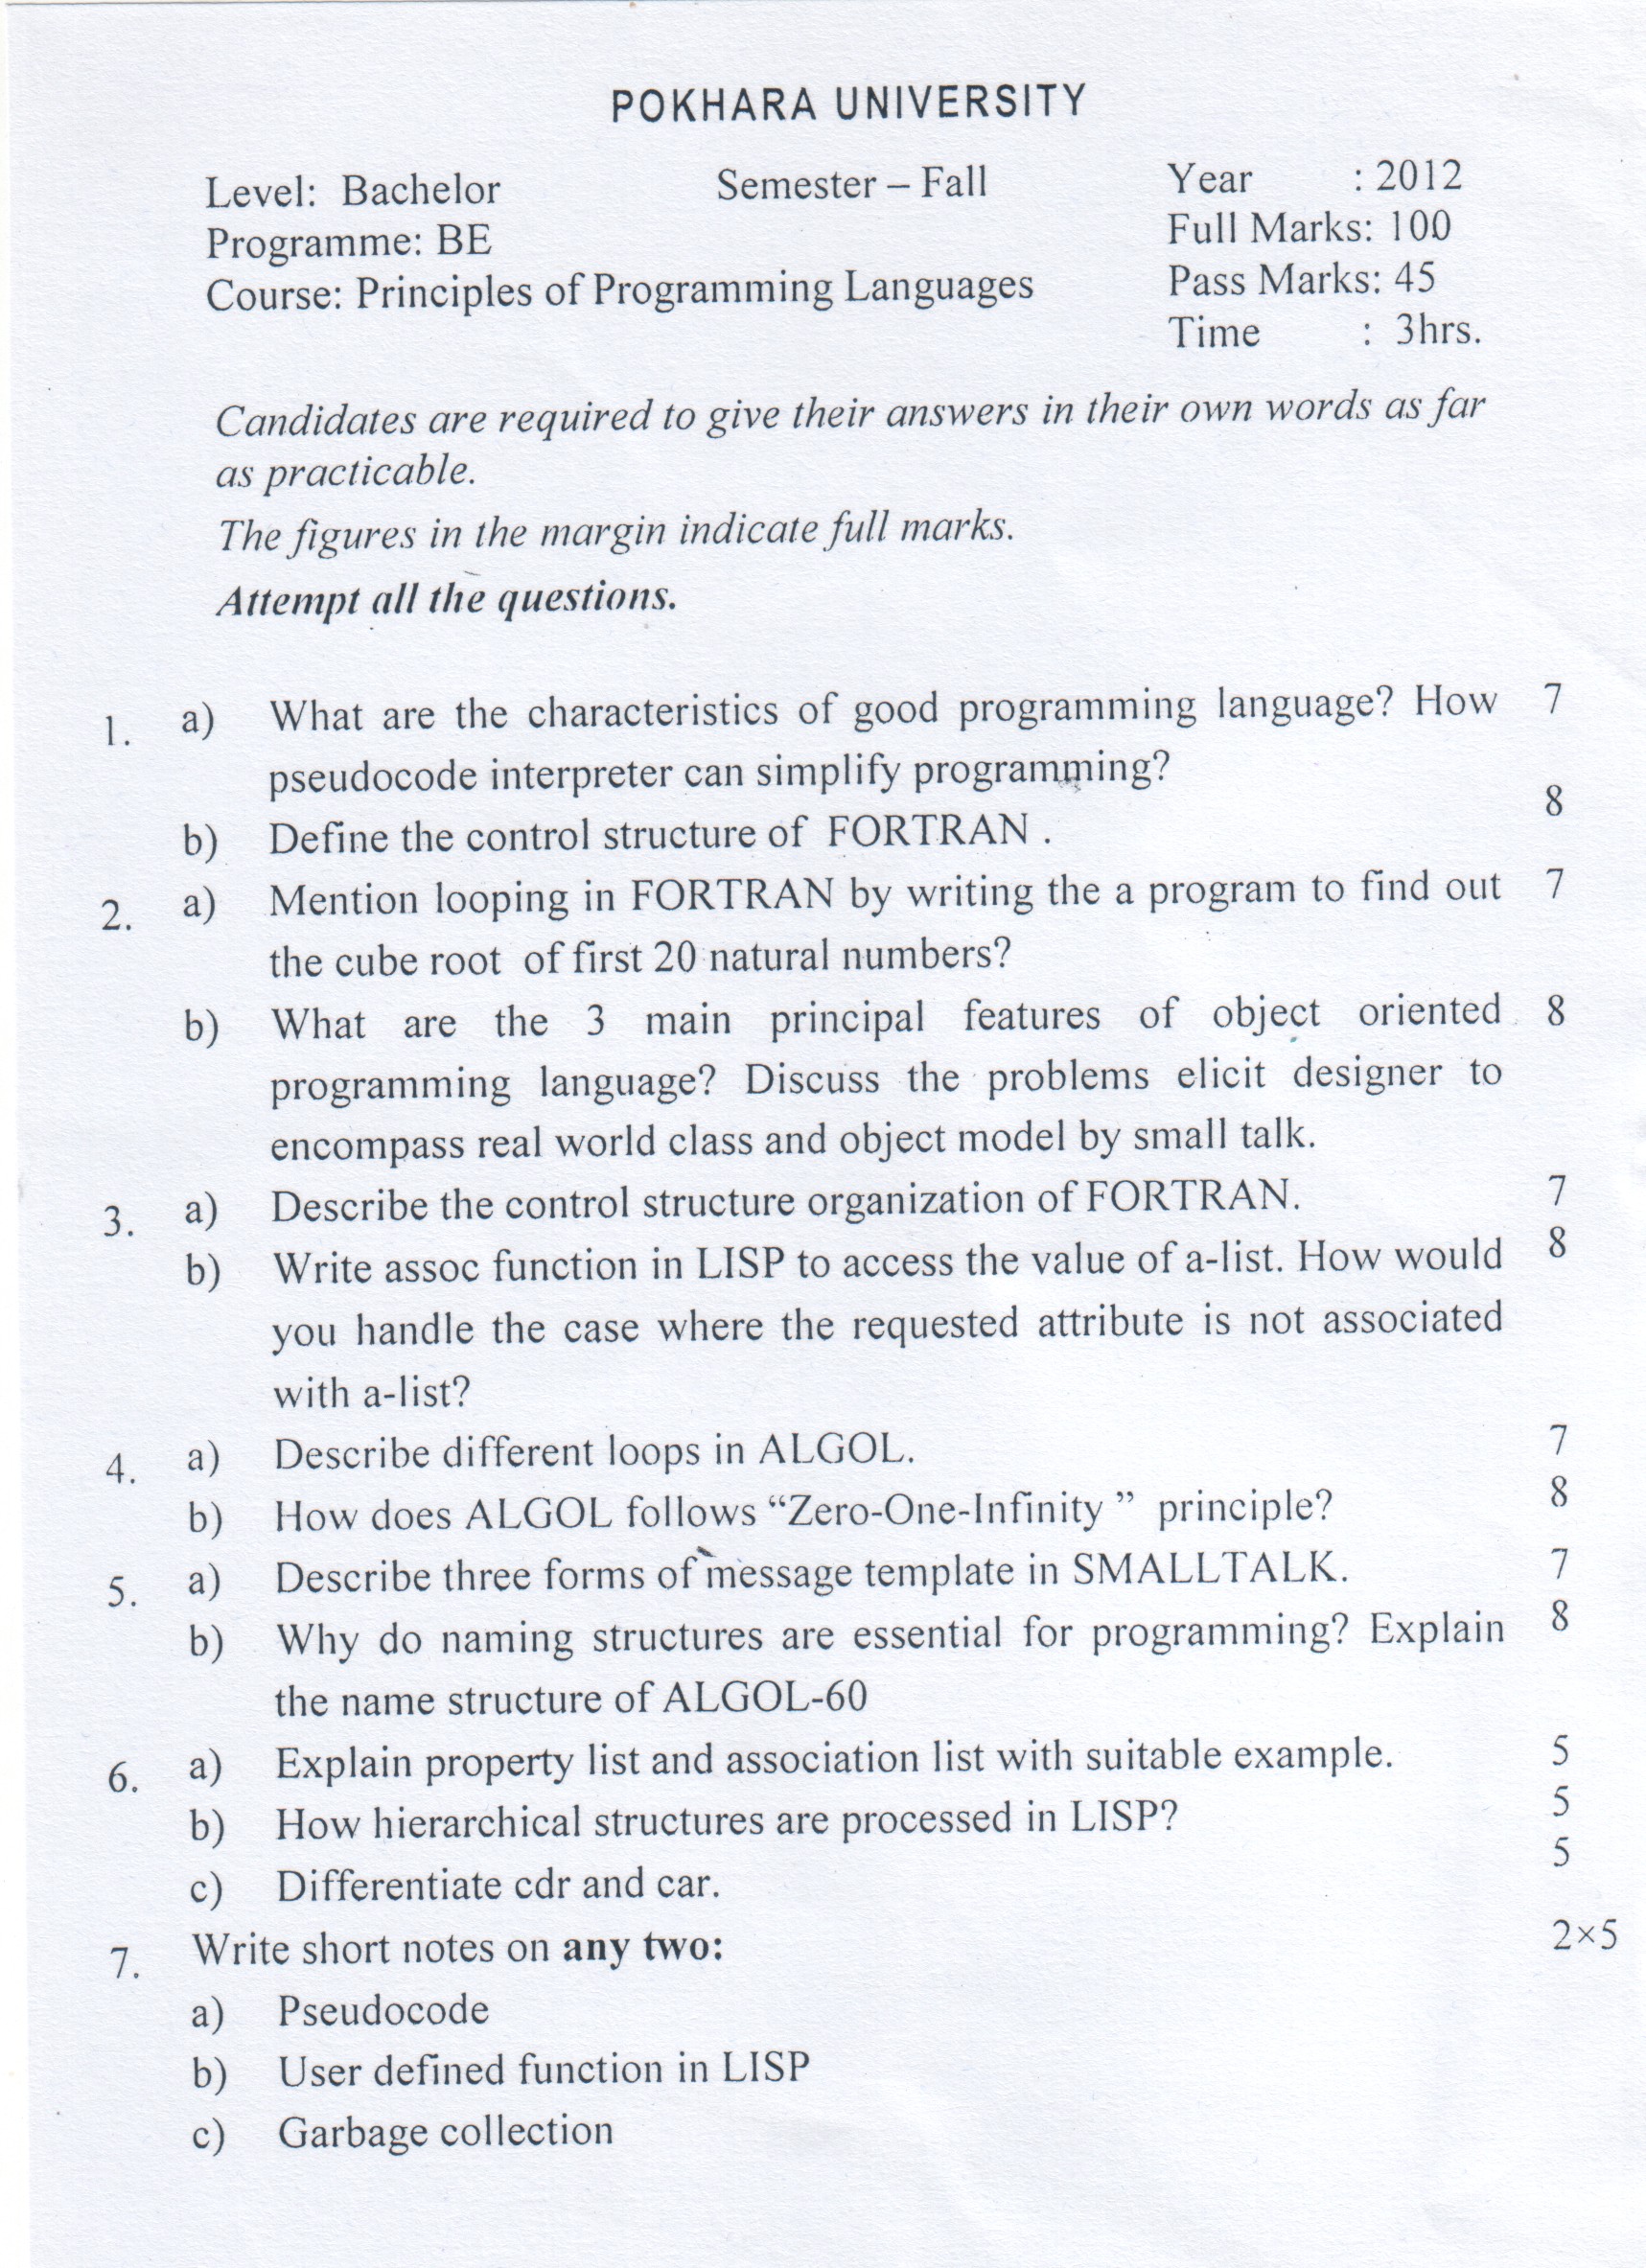 POKHARA UNIVERSITY
Level: Bachelor Semester – Fall Year : 2012
Programme: BE Full Marks: 100
Course: Principles of Programming Languages Pass Marks: 45
Time : 3hrs.
Candidates are required to give their answers in their own words as far
as practicable.
The figures in the margin indicate full marks.
Attempt all the questions.
1. a) What are the characteristics of good programming language? How 7
pseudocode interpreter can simplify programming?
b) Define the control structure of FORTRAN . 8
2. a) Mention looping in FORTRAN by writing the a program to find out 7
the cube root of first 20 natural numbers?
b) What are the 3 main principal features of object oriented 8
programming language? Discuss the problems elicit designer to
encompass real world class and object model by small talk.
3. a) Describe the control structure organization of FORTRAN. 7
b) Write assoc function in LISP to access the value of a-list. How would 8
you handle the case where the requested attribute is not associated
with a-list?
4. a) Describe different loops in ALGOL. 7
b) How does ALGOL follows “Zero-One-Infinity ” principle? 8
5. a) Describe three forms of message template in SMALLTALK. 7
b) Why do naming structures are essential for programming? Explain 8
the name structure of ALGOL-60
6. a) Explain property list and association list with suitable example. 5
b) How hierarchical structures are processed in LISP? 5
c) Differentiate cdr and car. 5
7. Write short notes on any two: 2×5
a) Pseudocode
b) User defined function in LISP
c) Garbage collection